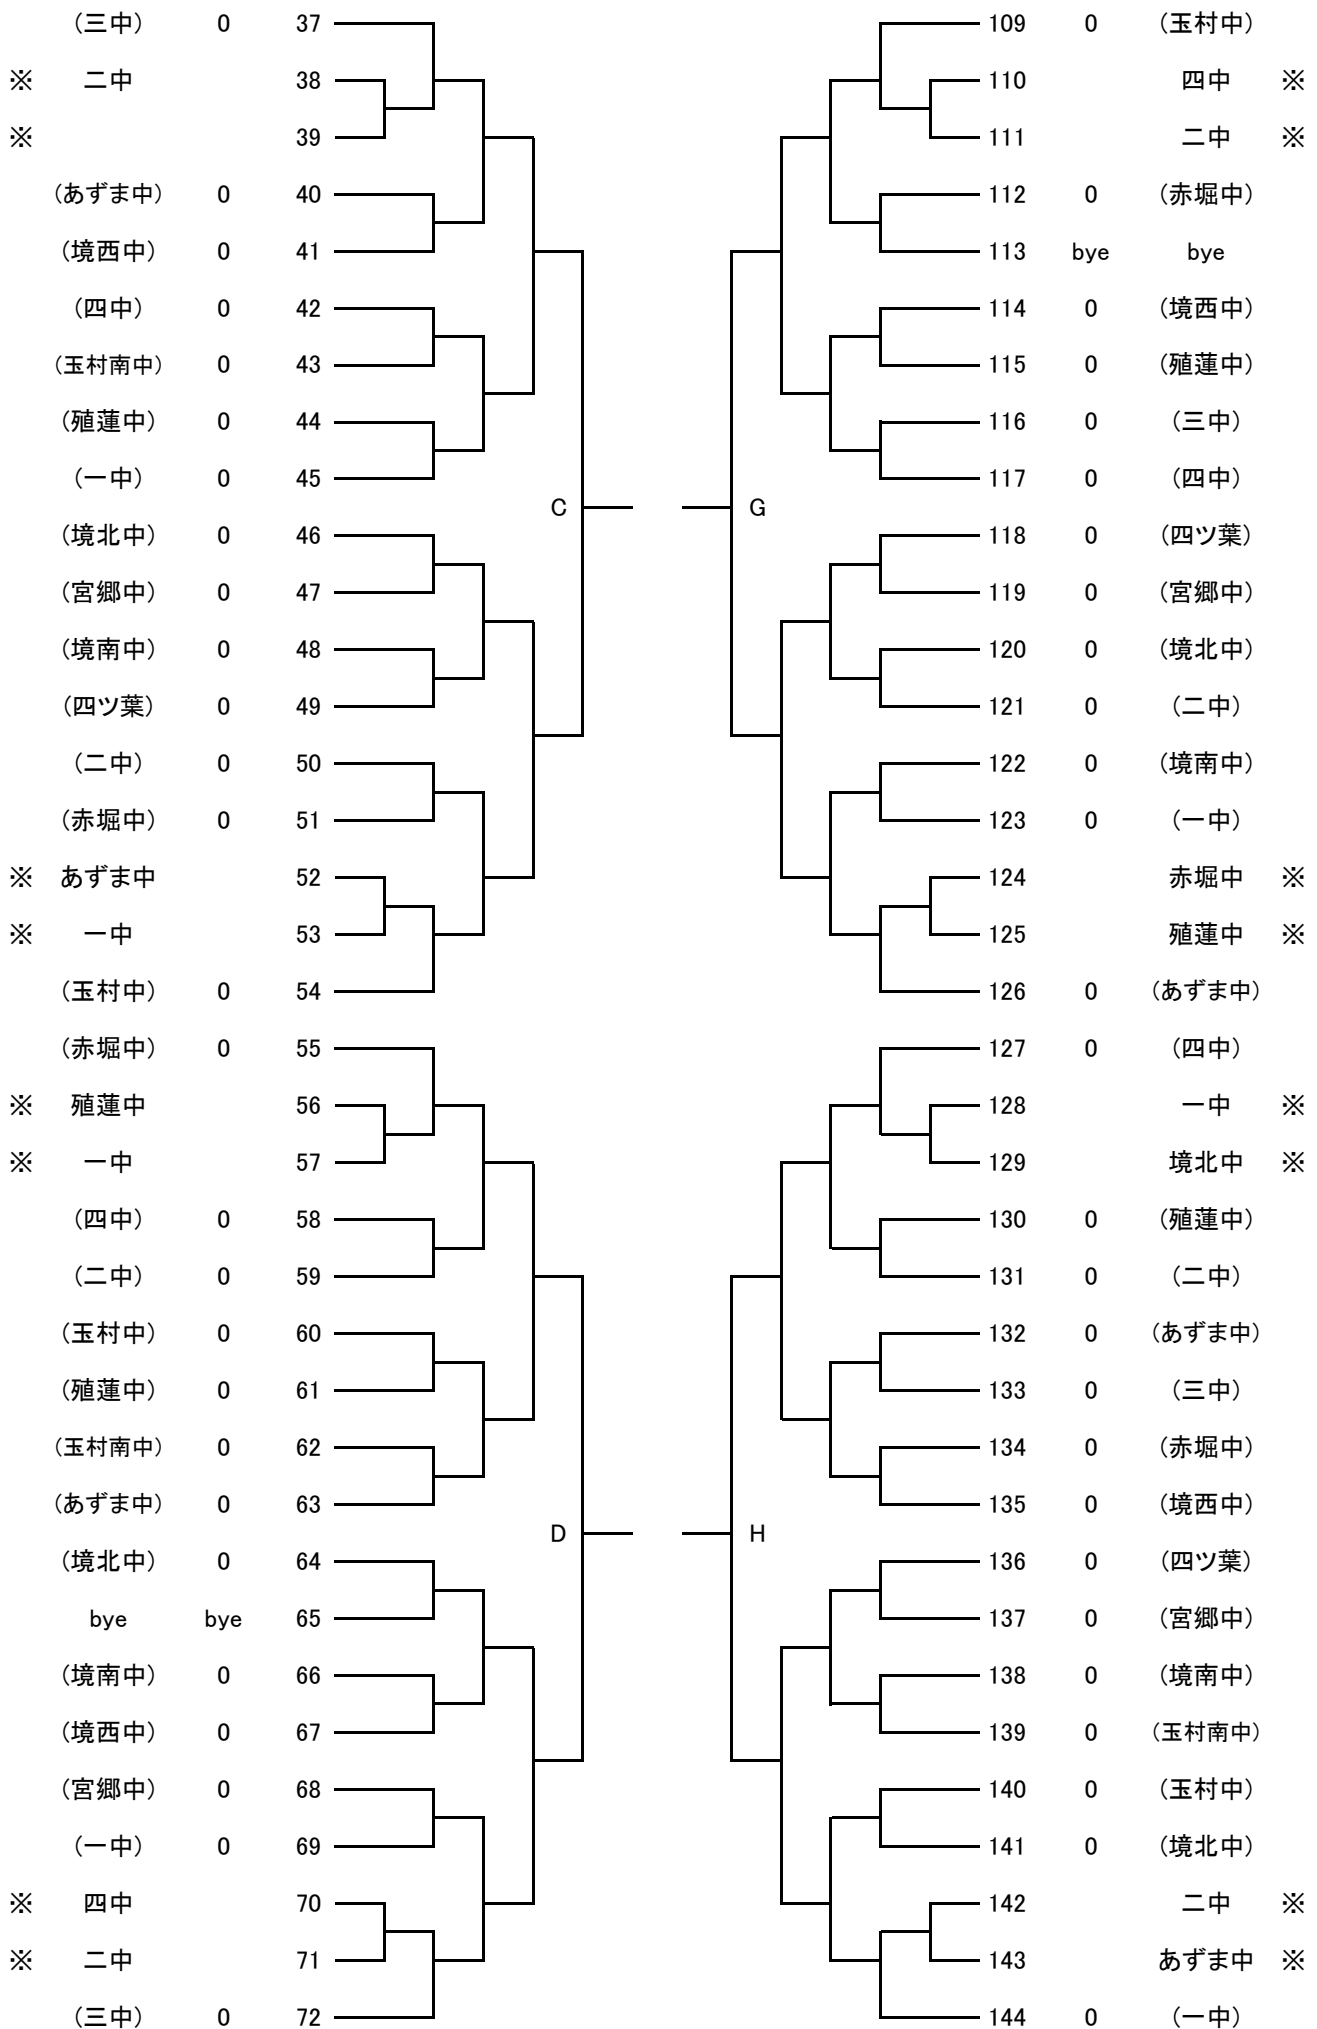 （三中） 0 37 109 0 （玉村中）
※ 二中 38 110 四中 ※
※ 39 111 二中 ※
（あずま中） 0 40 112 0 （赤堀中）
（境西中） 0 41 113 bye bye
（四中） 0 42 114 0 （境西中）
（玉村南中） 0 43 115 0 （殖蓮中）
（殖蓮中） 0 44 116 0 （三中）
（一中） 0 45 117 0 （四中）
C G
（境北中） 0 46 118 0 （四ツ葉）
（宮郷中） 0 47 119 0 （宮郷中）
（境南中） 0 48 120 0 （境北中）
（四ツ葉） 0 49 121 0 （二中）
（二中） 0 50 122 0 （境南中）
（赤堀中） 0 51 123 0 （一中）
※ あずま中 52 124 赤堀中 ※
※ 一中 53 125 殖蓮中 ※
（玉村中） 0 54 126 0 （あずま中）
（赤堀中） 0 55 127 0 （四中）
※ 殖蓮中 56 128 一中 ※
※ 一中 57 129 境北中 ※
（四中） 0 58 130 0 （殖蓮中）
（二中） 0 59 131 0 （二中）
（玉村中） 0 60 132 0 （あずま中）
（殖蓮中） 0 61 133 0 （三中）
（玉村南中） 0 62 134 0 （赤堀中）
（あずま中） 0 63 135 0 （境西中）
D H
（境北中） 0 64 136 0 （四ツ葉）
bye bye 65 137 0 （宮郷中）
（境南中） 0 66 138 0 （境南中）
（境西中） 0 67 139 0 （玉村南中）
（宮郷中） 0 68 140 0 （玉村中）
（一中） 0 69 141 0 （境北中）
※ 四中 70 142 二中 ※
※ 二中 71 143 あずま中 ※
（三中） 0 72 144 0 （一中）